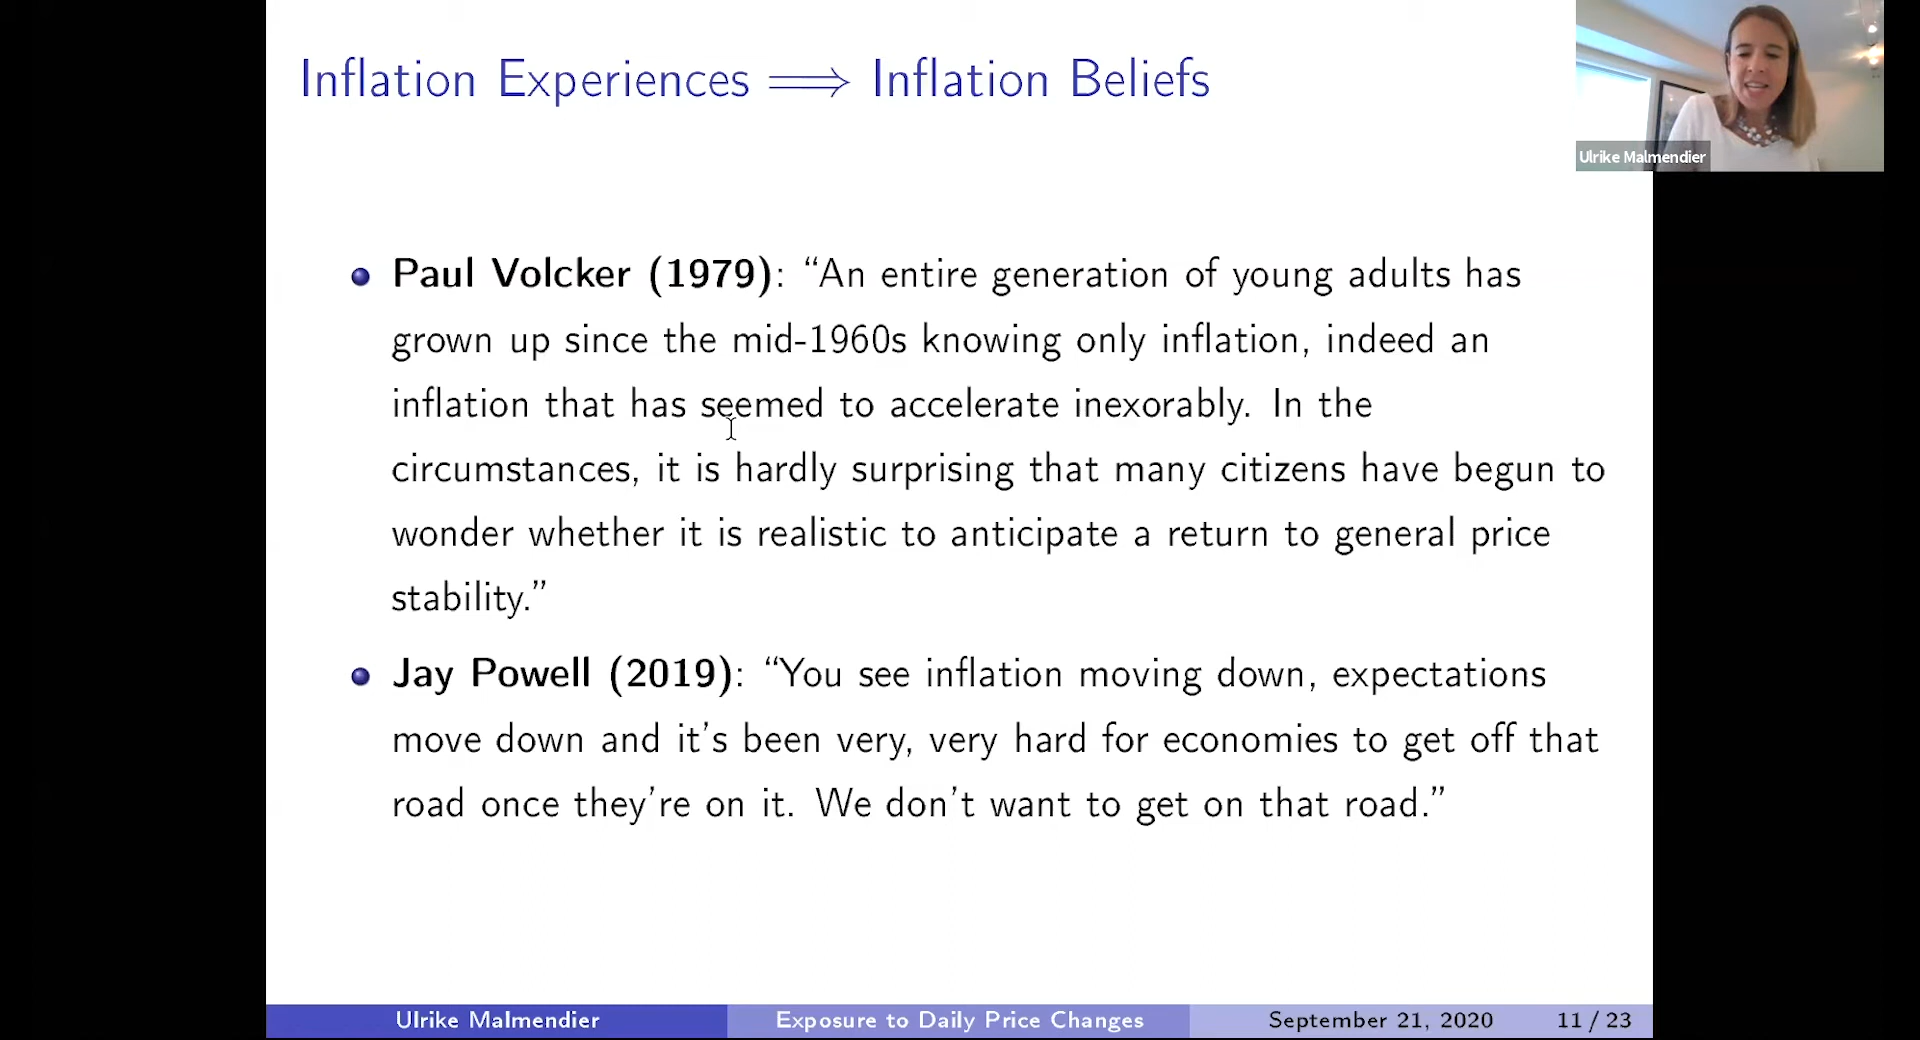 Inflation Experiences ⟹ Inflation Beliefs
Ulrike Malmendier
Paul Volcker (1979): “An entire generation of young adults has
grown up since the mid-1960s knowing only inflation, indeed an
inflation that has seemed to accelerate inexorably. In the
circumstances, it is hardly surprising that many citizens have begun to
wonder whether it is realistic to anticipate a return to general price
stability.”
Jay Powell (2019): “You see inflation moving down, expectations
move down and it’s been very, very hard for economies to get off that
road once they’re on it. We don’t want to get on that road.”
Ulrike Malmendier Exposure to Daily Price Changes September 21, 2020 11 / 23